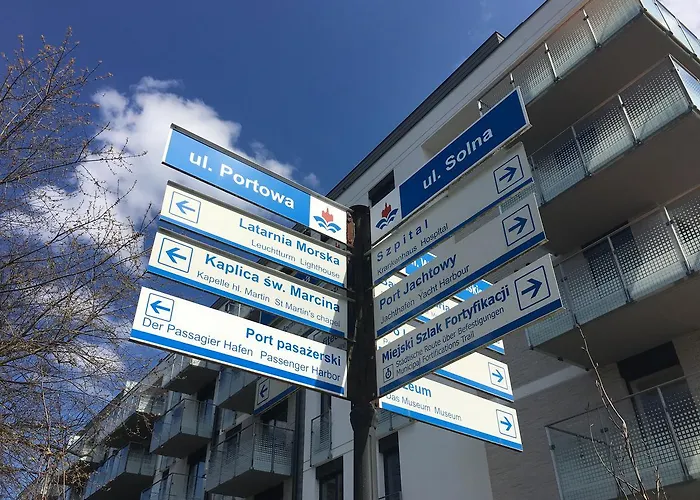 ul. Portowa
Latarnia Morska
Leuchtturm Lighthouse
Kaplica św. Marcina
Kapelle hl. Martin St Martin's chapel
Port pasażerski
Der Passagier Hafen Passenger Harbor
ul. Solna
Szpital
Krankenhaus Hospital
Port Jachtowy
Jachthafen Yacht Harbour
Miejski Szlak Fortyfikacji
Städtische Route über Befestigungen
Municipal Fortifications Trail
Das Museum Museum